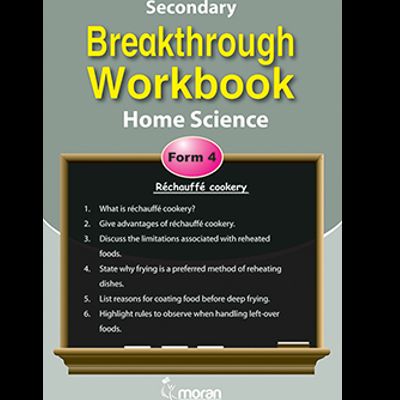 Secondary
Breakthrough
Workbook
Home Science
Form 4
Réchauffé cookery
1. What is réchauffé cookery?
2. Give advantages of réchauffé cookery.
3. Discuss the limitations associated with reheated
foods.
4. State why frying is a preferred method of reheating
dishes.
5. List reasons for coating food before deep frying.
6. Highlight rules to observe when handling left-over
foods.
moran